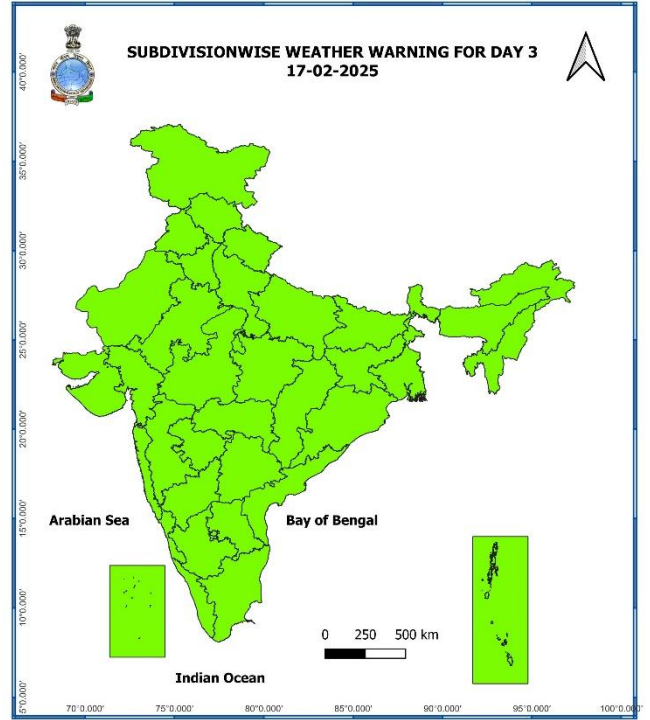 SUBDIVISIONWISE WEATHER WARNING FOR DAY 3
17-02-2025
40°0.000'
35°0.000'
30°0.000'
25°0.000'
20°0.000'
15°0.000'
10°0.000'
5°0.000'
Arabian Sea
Bay of Bengal
0 250 500 km
Indian Ocean
70°0.000' 75°0.000' 80°0.000' 85°0.000' 90°0.000' 95°0.000' 100°0.000'